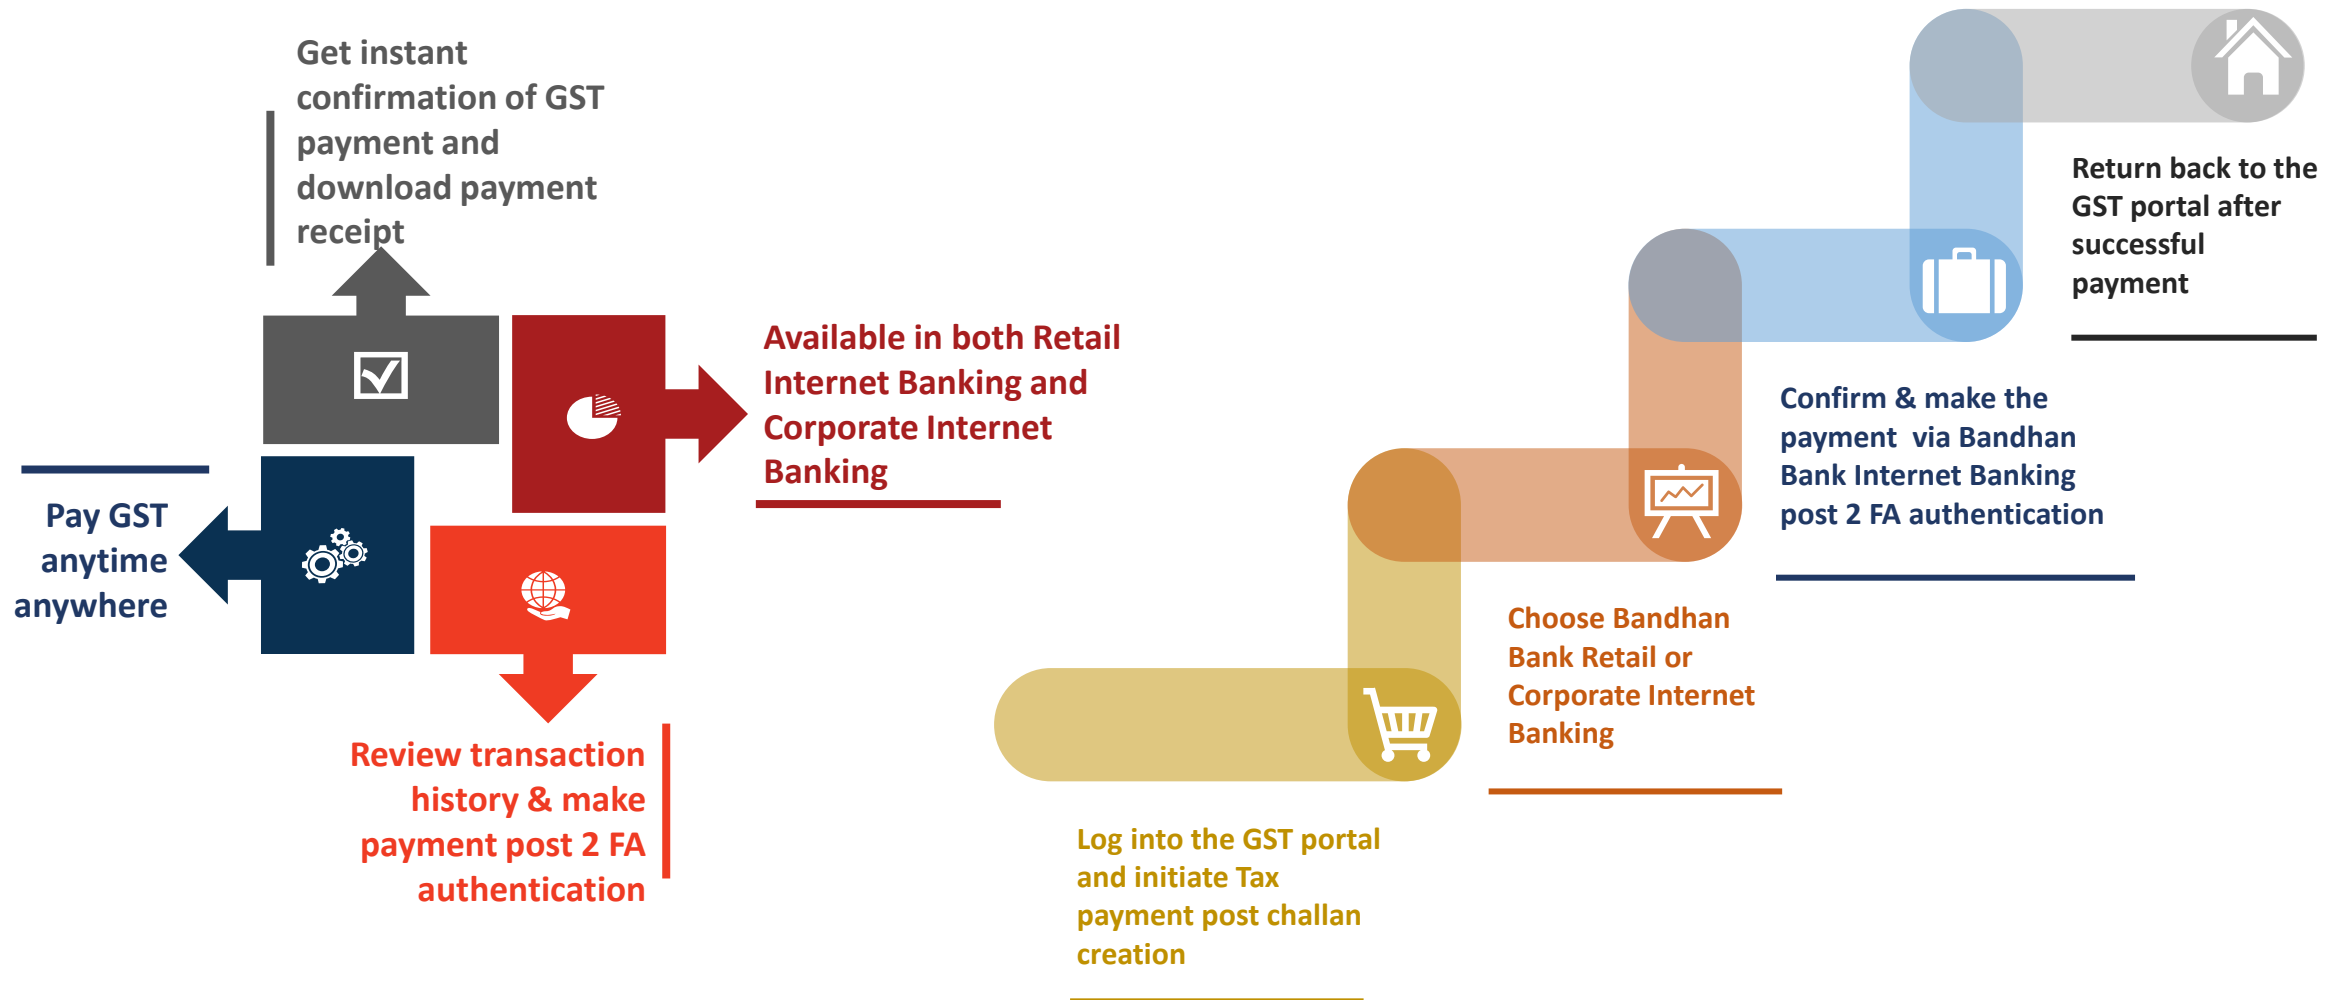 Get instant
confirmation of GST
payment and
download payment
receipt
Available in both Retail
Internet Banking and
Corporate Internet
Banking
Pay GST
anytime
anywhere
Review transaction
history & make
payment post 2 FA
authentication
Log into the GST portal
and initiate Tax
payment post challan
creation
Choose Bandhan
Bank Retail or
Corporate Internet
Banking
Confirm & make the
payment  via Bandhan
Bank Internet Banking
post 2 FA authentication
Return back to the
GST portal after
successful
payment